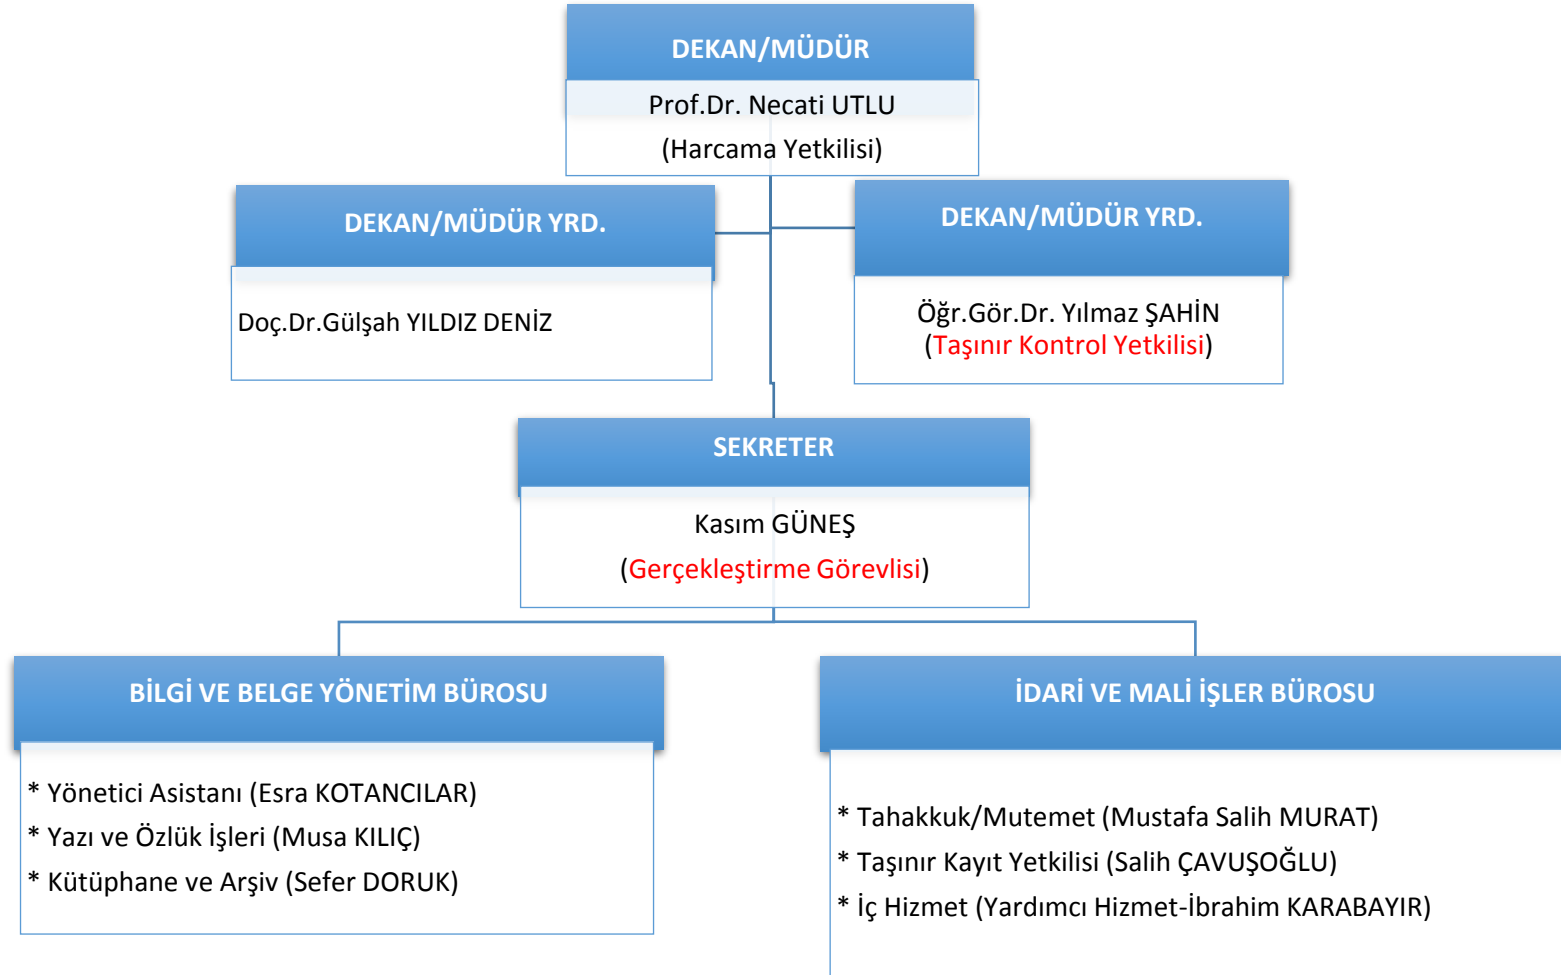 DEKAN/MÜDÜR
Prof.Dr. Necati UTLU
(Harcama Yetkilisi)
DEKAN/MÜDÜR YRD.
Doç.Dr.Gülşah YILDIZ DENİZ
DEKAN/MÜDÜR YRD.
Öğr.Gör.Dr. Yılmaz ŞAHİN
(Taşınır Kontrol Yetkilisi)
SEKRETER
Kasım GÜNEŞ
(Gerçekleştirme Görevlisi)
BİLGİ VE BELGE YÖNETİM BÜROSU
* Yönetici Asistanı (Esra KOTANCILAR)
* Yazı ve Özlük İşleri (Musa KILIÇ)
* Kütüphane ve Arşiv (Sefer DORUK)
İDARİ VE MALİ İŞLER BÜROSU
* Tahakkuk/Mutemet (Mustafa Salih MURAT)
* Taşınır Kayıt Yetkilisi (Salih ÇAVUŞOĞLU)
* İç Hizmet (Yardımcı Hizmet-İbrahim KARABAYIR)